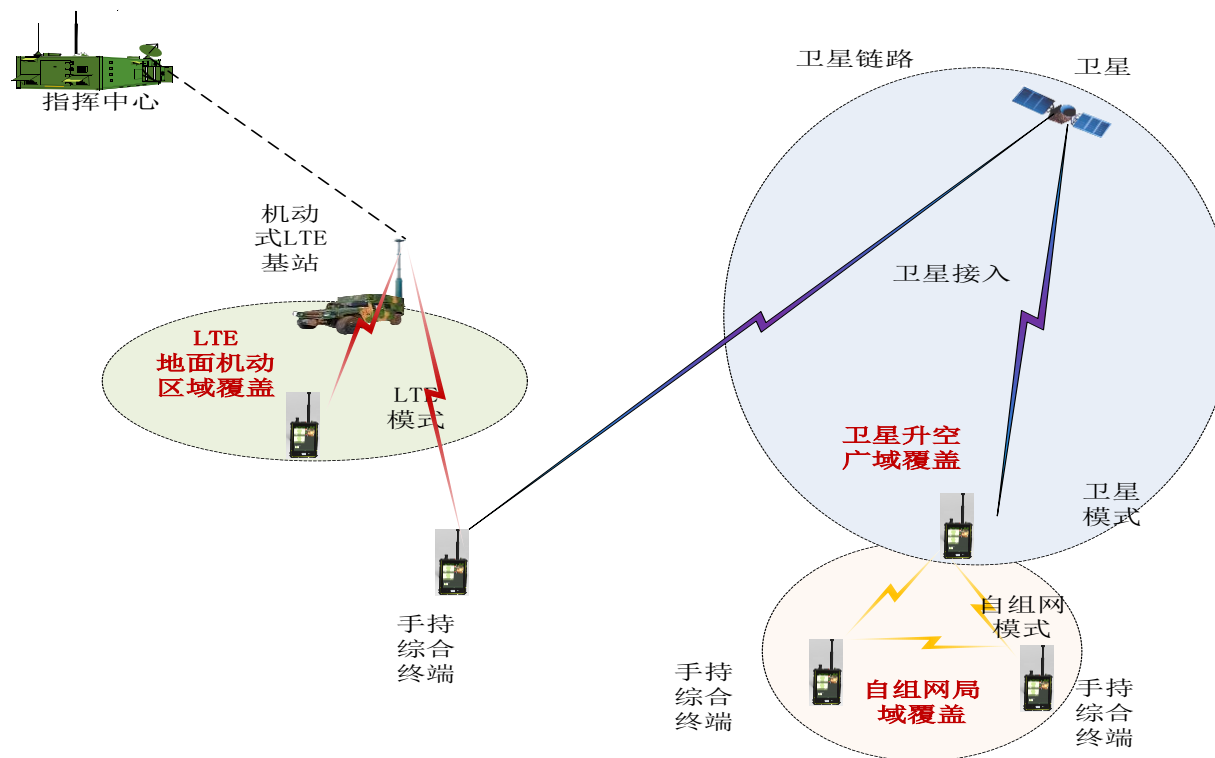 指挥中心
卫星链路
卫星
机动
式LTE
基站
卫星接入
LTE
地面机动
区域覆盖
LTE
模式
卫星升空
广域覆盖
卫星
模式
自组网
模式
手持
综合
终端
手持
综合
终端
自组网局
域覆盖
手持
综合
终端